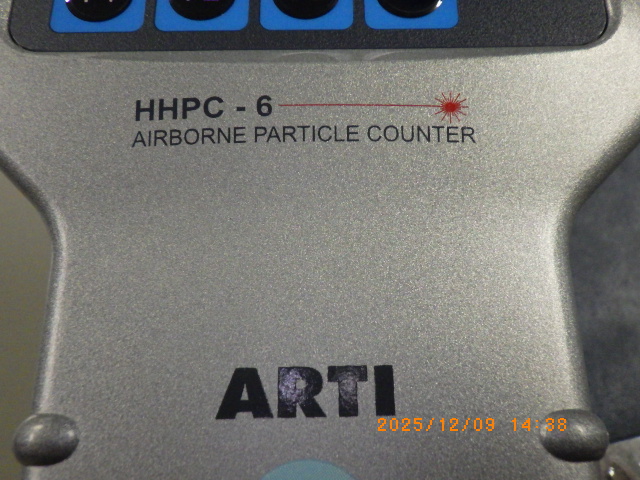 HHPC - 6
AIRBORNE PARTICLE COUNTER
ARTI
2025/12/09 14:38